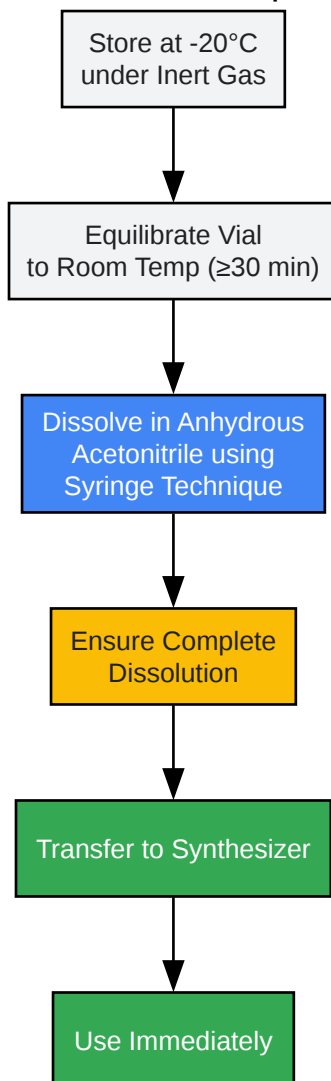 Store at -20°C
under Inert Gas
Equilibrate Vial
to Room Temp (≥30 min)
Dissolve in Anhydrous
Acetonitrile using
Syringe Technique
Ensure Complete
Dissolution
Transfer to Synthesizer
Use Immediately